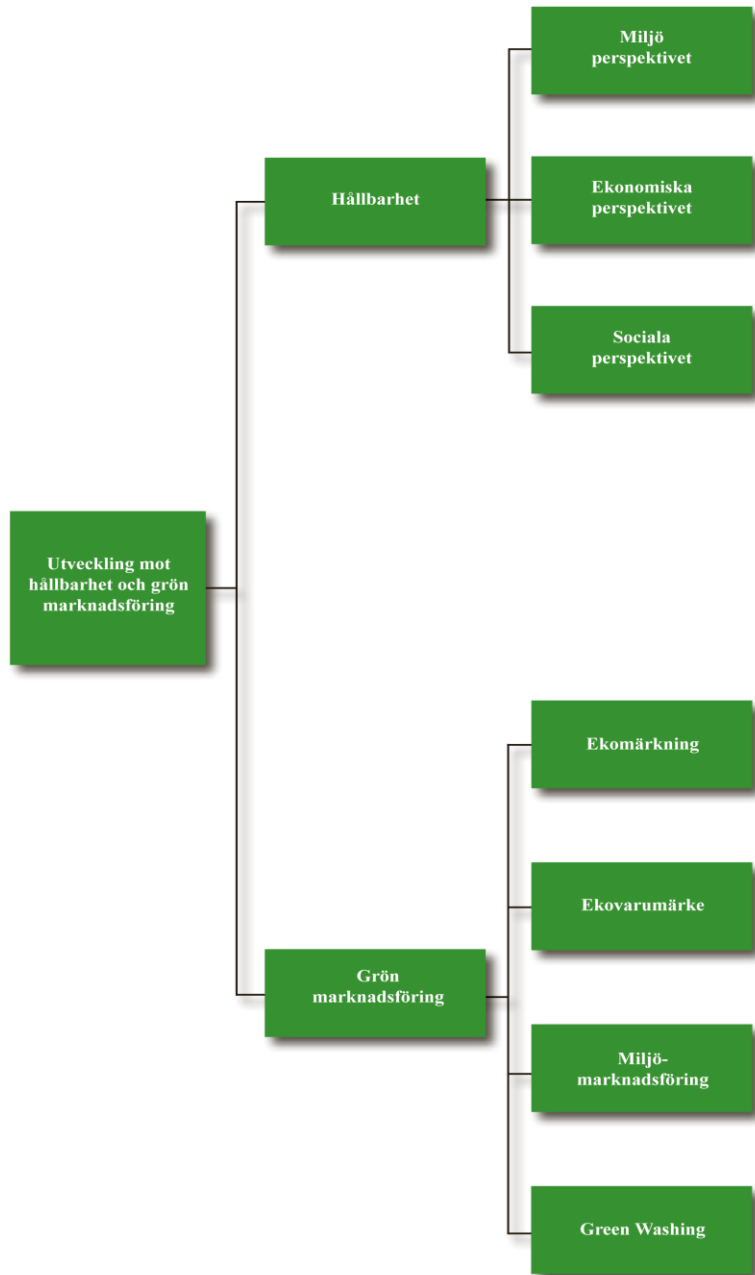 Miljö
perspektivet
Hållbarhet
Ekonomiska
perspektivet
Sociala
perspektivet
Utveckling mot
hållbarhet och grön
marknadsföring
Ekomärkning
Ekovarumärke
Grön
marknadsföring
Miljö-
marknadsföring
Green Washing